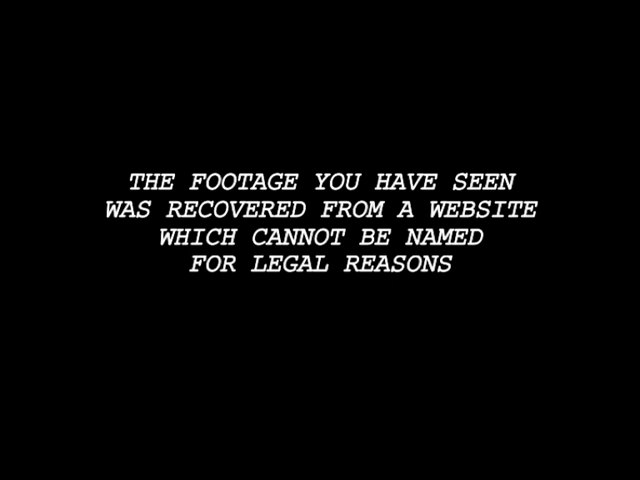 THE FOOTAGE YOU HAVE SEEN
WAS RECOVERED FROM A WEBSITE
WHICH CANNOT BE NAMED
FOR LEGAL REASONS